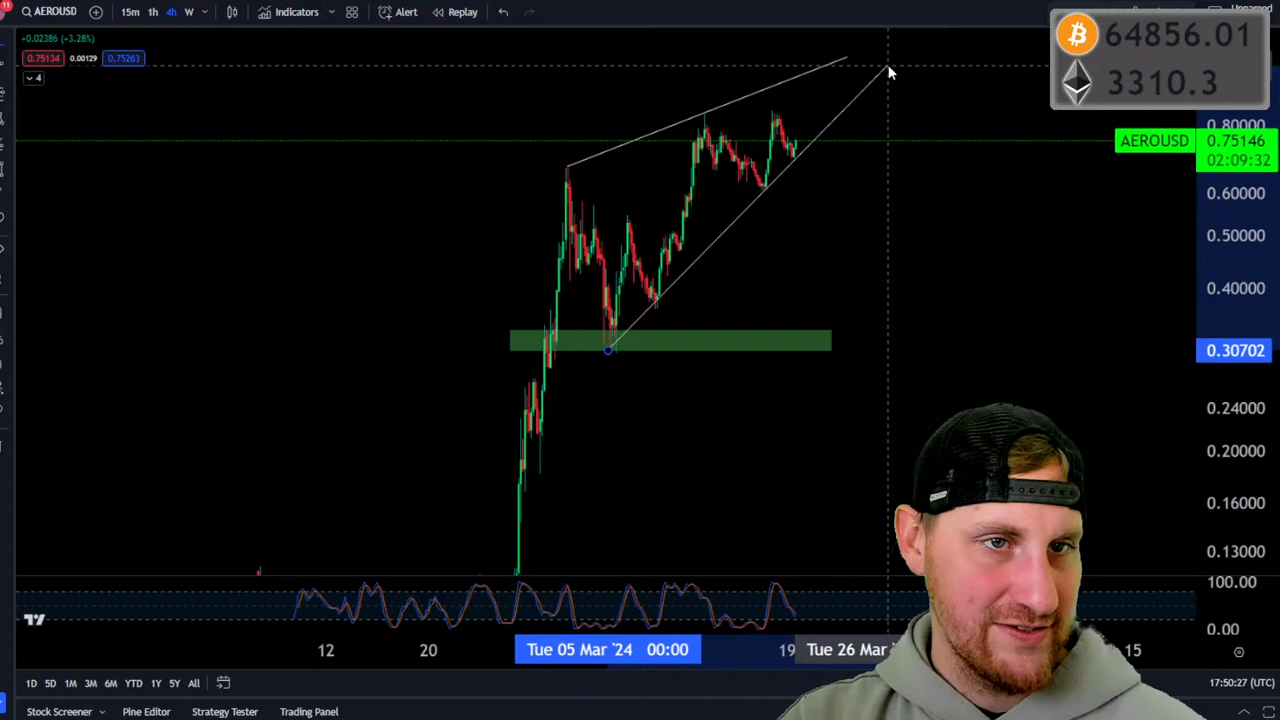 11
AEROUSD
15m 1h 4h W
Indicators
Alert
Replay
Unnamed
+0.02386 (+3.28%)
0.75134 0.00129 0.75263
4
64856.01
3310.3
0.80000
AEROUSD 0.75146
02:09:32
0.60000
0.50000
0.40000
0.30702
0.24000
0.20000
0.16000
0.13000
100.00
0.00
12 20 Tue 05 Mar '24 00:00 19 Tue 26 Mar 15
1D 5D 1M 3M 6M YTD 1Y 5Y All
17:50:27 (UTC)
Stock Screener Pine Editor Strategy Tester Trading Panel